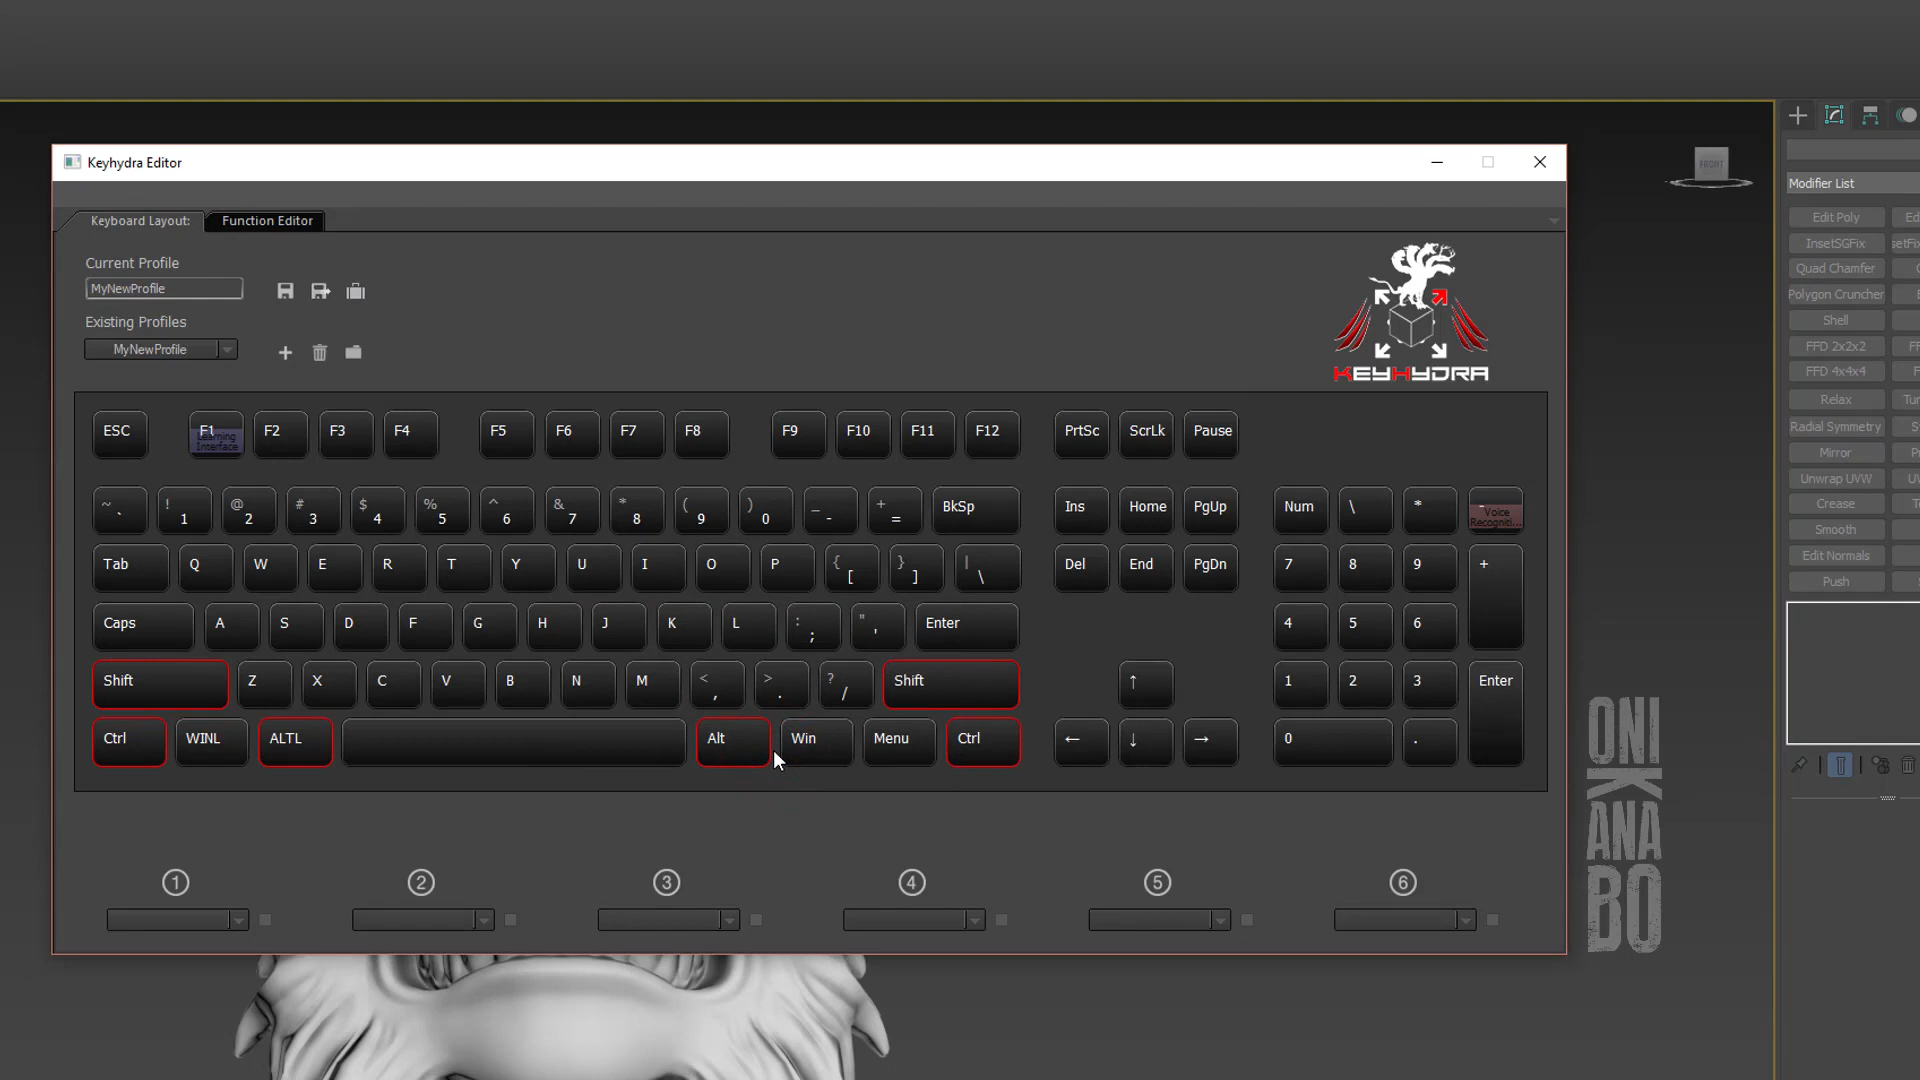 Keyhydra Editor
FRONT
Keyboard Layout: Function Editor
Current Profile
MyNewProfile
Existing Profiles
MyNewProfile
KEYHYDRA
ESC F1 F2 F3 F4 F5 F6 F7 F8 F9 F10 F11 F12 PrtSc ScrLk Pause
Learning
Interface
~ ` ! 1 @ 2 # 3 $ 4 % 5 ^ 6 & 7 * 8 ( 9 ) 0 _ - + = BkSp Ins Home PgUp Num \ * -
Voice
Recogniti...
Tab Q W E R T Y U I O P { [ } ] | \ Del End PgDn 7 8 9 +
Caps A S D F G H J K L : ; " ' Enter 4 5 6
Shift Z X C V B N M < , > . ? / Shift ↑ 1 2 3 Enter
Ctrl WINL ALTL Alt Win Menu Ctrl ← ↓ → 0 .
1 2 3 4 5 6
Modifier List
Edit Poly
InsetSGFix
Quad Chamfer
Polygon Cruncher
Shell
FFD 2x2x2
FFD 4x4x4
Relax
Radial Symmetry
Mirror
Unwrap UVW
Crease
Smooth
Edit Normals
Push
ONI
K
ANA
BO